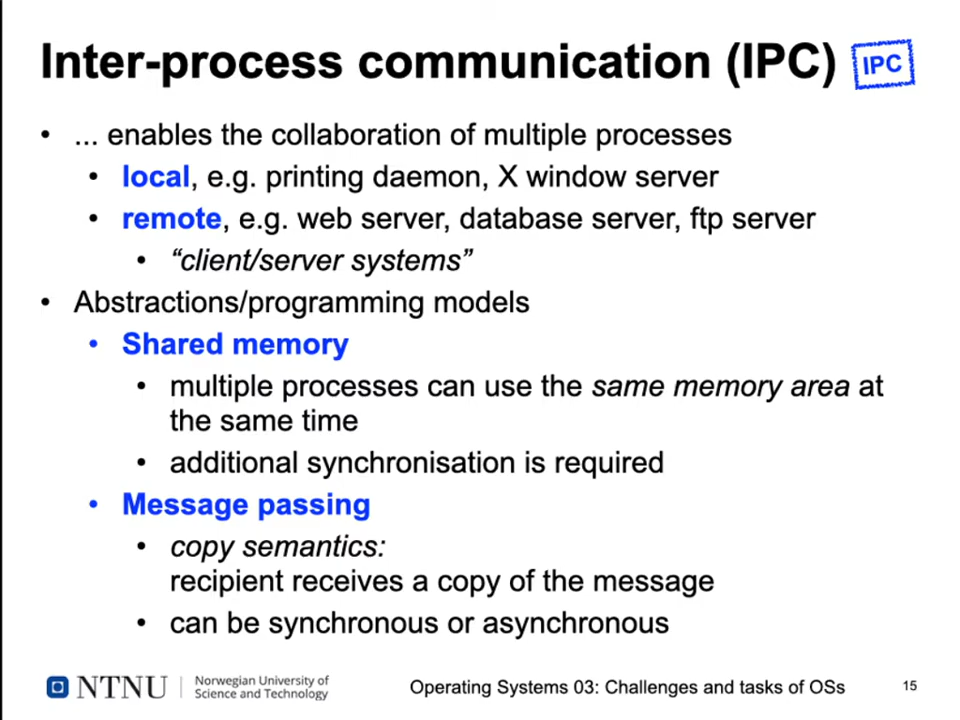 Inter-process communication (IPC)
IPC
• ... enables the collaboration of multiple processes
• local, e.g. printing daemon, X window server
• remote, e.g. web server, database server, ftp server
• “client/server systems”
• Abstractions/programming models
• Shared memory
• multiple processes can use the same memory area at
the same time
• additional synchronisation is required
• Message passing
• copy semantics:
recipient receives a copy of the message
• can be synchronous or asynchronous
NTNU
Norwegian University of
Science and Technology
Operating Systems 03: Challenges and tasks of OSs
15